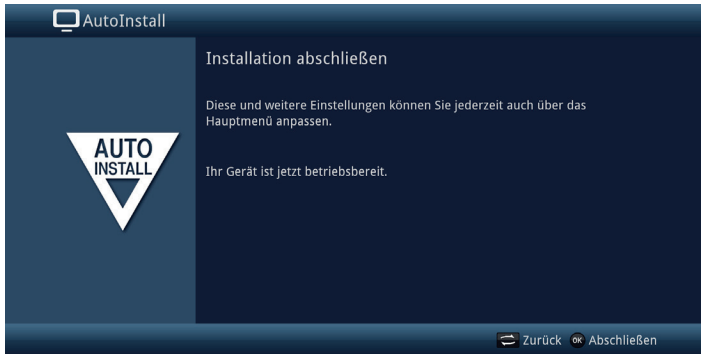 AutoInstall
Installation abschließen
Diese und weitere Einstellungen können Sie jederzeit auch über das
Hauptmenü anpassen.
AUTO
INSTALL
Ihr Gerät ist jetzt betriebsbereit.
Zurück OK Abschließen